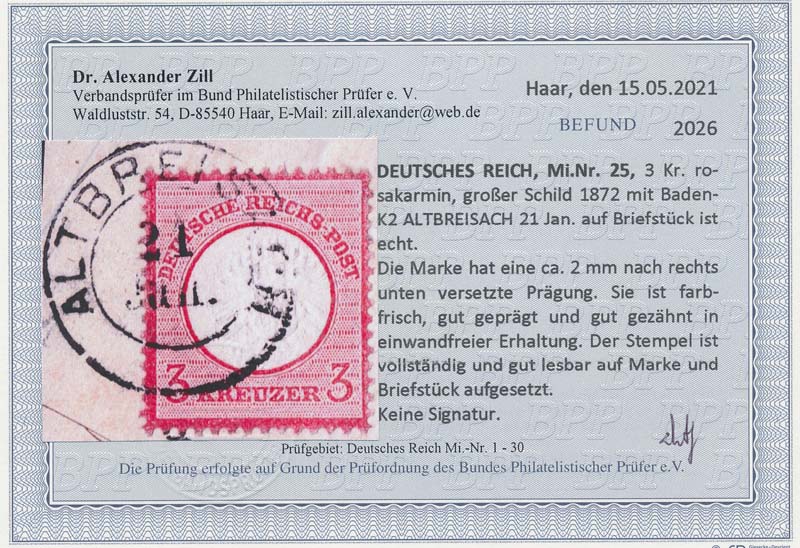 Dr. Alexander Zill
Verbandsprüfer im Bund Philatelistischer Prüfer e. V.
Waldluststr. 54, D-85540 Haar, E-Mail: zill.alexander@web.de
Haar, den 15.05.2021
BEFUND 2026
DEUTSCHES REICH, Mi.Nr. 25, 3 Kr. ro-
sakarmin, großer Schild 1872 mit Baden-
K2 ALTBREISACH 21 Jan. auf Briefstück ist
echt.
Die Marke hat eine ca. 2 mm nach rechts
unten versetzte Prägung. Sie ist farb-
frisch, gut geprägt und gut gezähnt in
einwandfreier Erhaltung. Der Stempel ist
vollständig und gut lesbar auf Marke und
Briefstück aufgesetzt.
Keine Signatur.
ALTBREISACH
21
Jan.
DEUTSCHE REICHS-POST
3 KREUZER 3
Prüfgebiet: Deutsches Reich Mi.-Nr. 1 - 30
Die Prüfung erfolgte auf Grund der Prüfordnung des Bundes Philatelistischer Prüfer e.V.